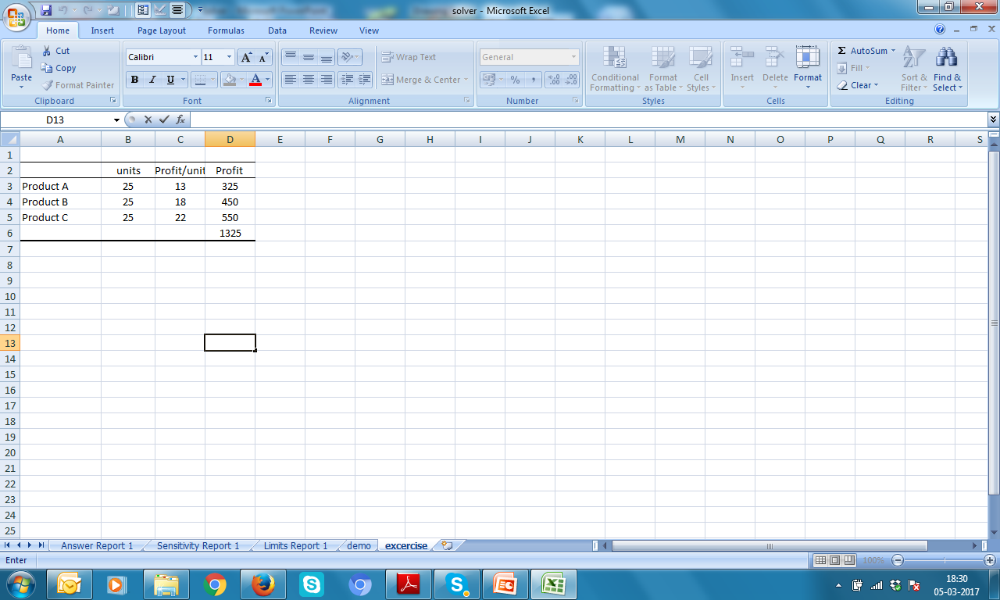 solver - Microsoft Excel
Home Insert Page Layout Formulas Data Review View
Paste Cut Copy Format Painter
Calibri 11
B I U
Wrap Text
Merge & Center
General
% ,
Conditional Formatting
Format as Table
Cell Styles
Insert Delete Format
Σ AutoSum
Fill
Clear
Sort & Filter
Find & Select
Clipboard Font Alignment Number Styles Cells Editing
D13 fx
A B C D E F G H I J K L M N O P Q R S
1
2 units Profit/unit Profit
3 Product A 25 13 325
4 Product B 25 18 450
5 Product C 25 22 550
6 1325
7
8
9
10
11
12
13
14
15
16
17
18
19
20
21
22
23
24
25
Answer Report 1 Sensitivity Report 1 Limits Report 1 demo excercise
Enter 100%
18:30
05-03-2017